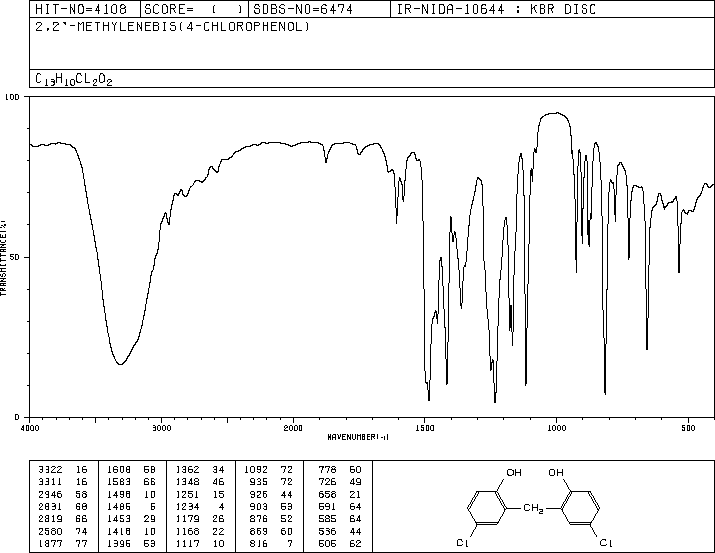 HIT-NO=4108 SCORE= ( ) SDBS-NO=6474 IR-NIDA-10644 : KBR DISC
2,2'-METHYLENEBIS(4-CHLOROPHENOL)
C13H10CL2O2
100
50
0
TRANSMITTANCE(%)
4000 3000 2000 1500 1000 500
WAVENUMBER(-1)
3322 16 1608 58 1362 34 1092 72 778 60
3311 16 1583 66 1348 46 935 72 726 49
2946 58 1498 10 1251 15 926 44 658 21
2831 68 1486 5 1234 4 903 53 591 64
2819 66 1453 29 1179 26 876 52 585 64
2580 74 1418 10 1168 22 869 60 536 44
1877 77 1395 53 1117 10 816 7 505 62
OH OH
CH2
Cl Cl